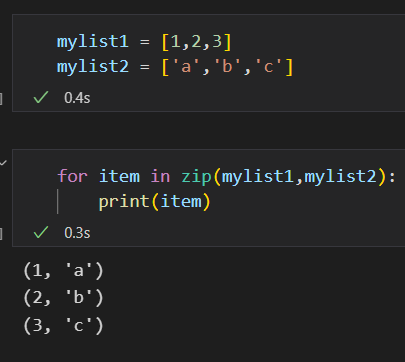 mylist1 = [1,2,3]
mylist2 = ['a','b','c']
0.4s
for item in zip(mylist1,mylist2):
    print(item)
0.3s
(1, 'a')
(2, 'b')
(3, 'c')